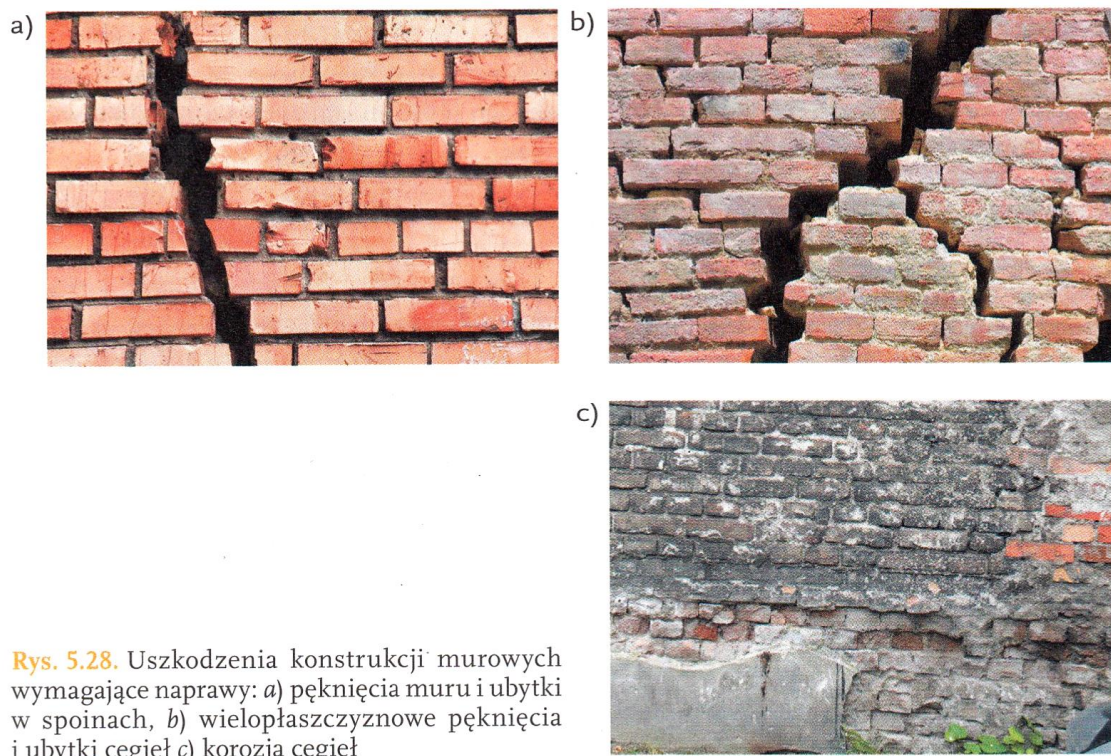 a)
b)
c)
Rys. 5.28. Uszkodzenia konstrukcji murowych
wymagające naprawy: a) pęknięcia muru i ubytki
w spoinach, b) wielopłaszczyznowe pęknięcia
i ubytki cegieł c) korozja cegieł